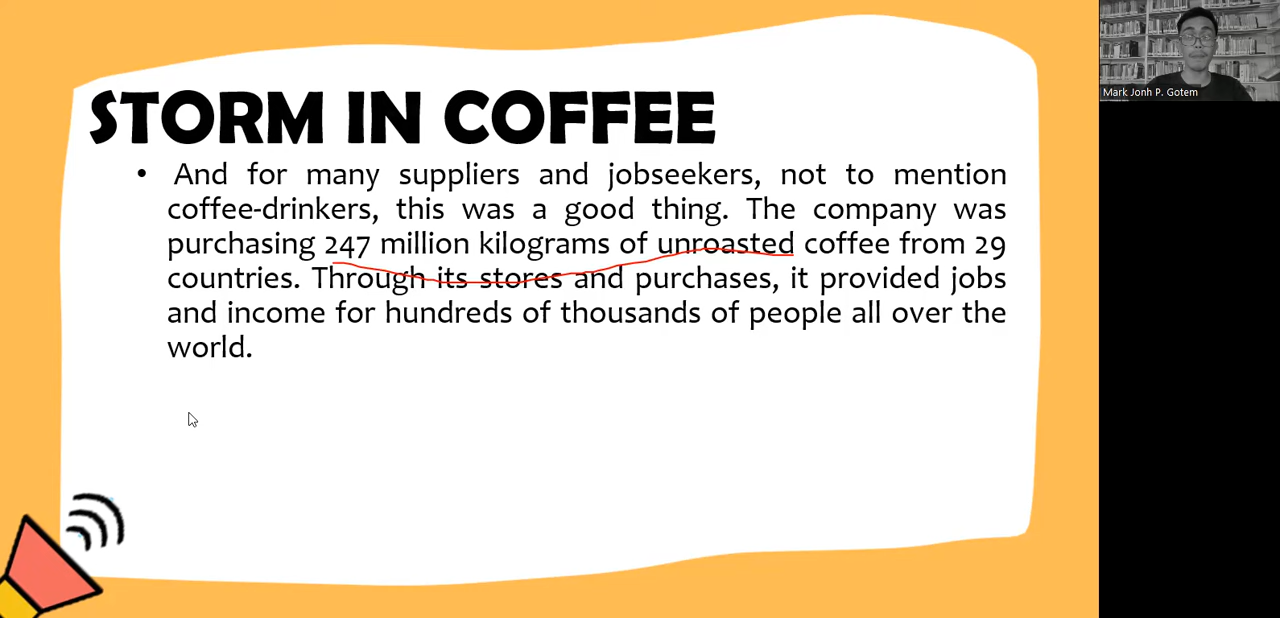 STORM IN COFFEE
• And for many suppliers and jobseekers, not to mention
coffee-drinkers, this was a good thing. The company was
purchasing 247 million kilograms of unroasted coffee from 29
countries. Through its stores and purchases, it provided jobs
and income for hundreds of thousands of people all over the
world.
Mark Jonh P. Gotem